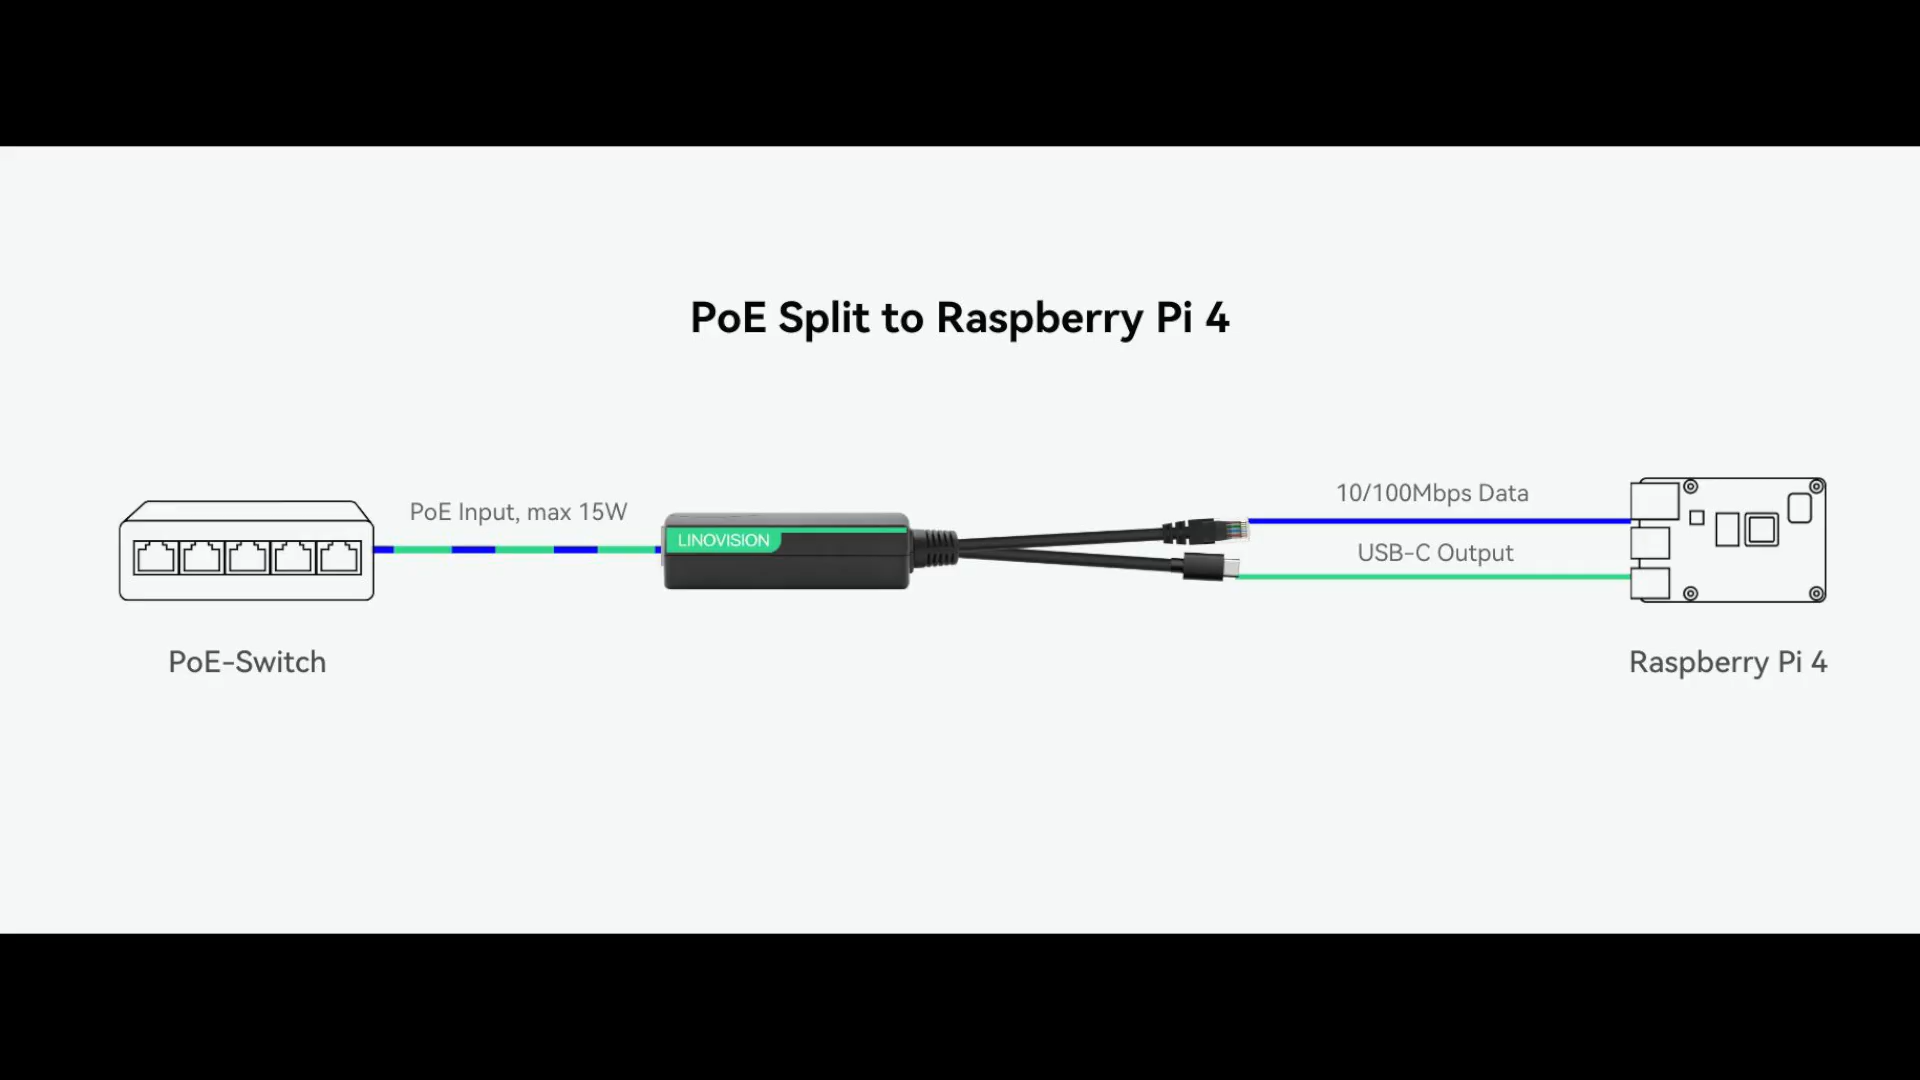 PoE Split to Raspberry Pi 4
PoE Input, max 15W
LINOVISION
10/100Mbps Data
USB-C Output
PoE-Switch
Raspberry Pi 4